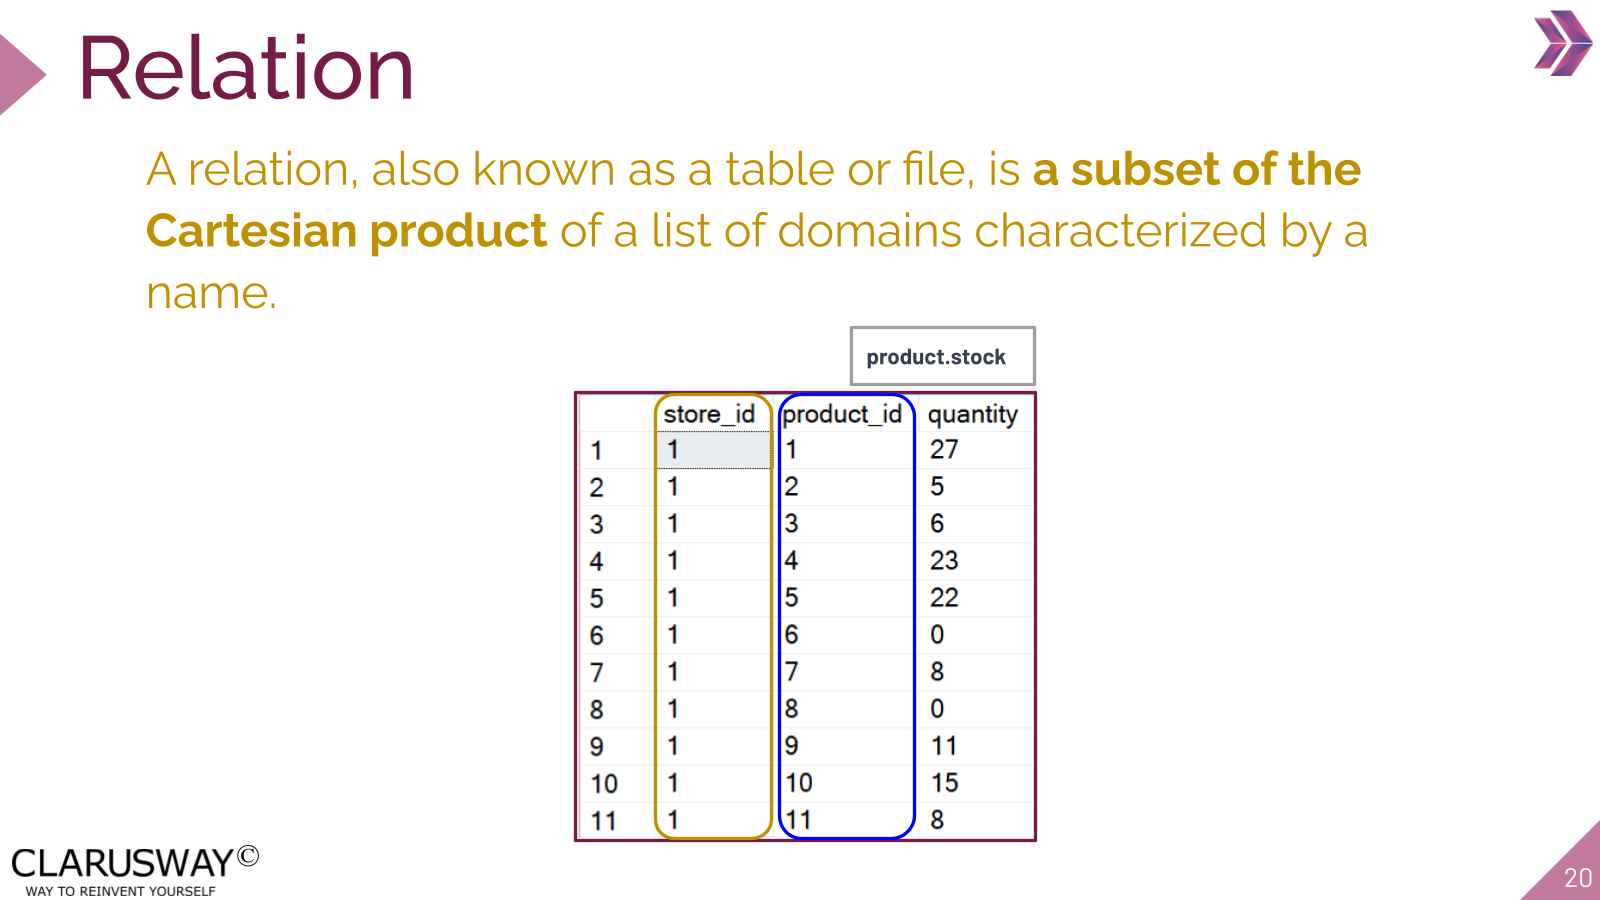 Relation
A relation, also known as a table or file, is a subset of the
Cartesian product of a list of domains characterized by a
name.
product.stock
store_id product_id quantity
1 1 1 27
2 1 2 5
3 1 3 6
4 1 4 23
5 1 5 22
6 1 6 0
7 1 7 8
8 1 8 0
9 1 9 11
10 1 10 15
11 1 11 8
CLARUSWAY©
WAY TO REINVENT YOURSELF
20